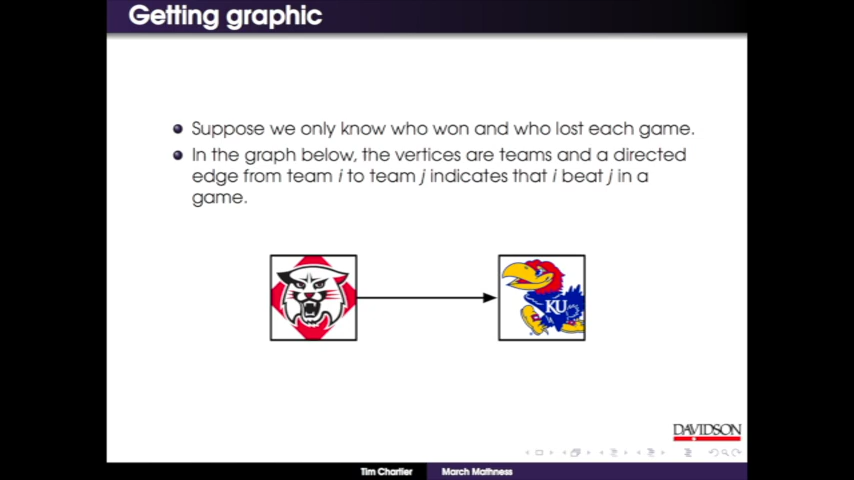 Getting graphic
Suppose we only know who won and who lost each game.
In the graph below, the vertices are teams and a directed
edge from team i to team j indicates that i beat j in a
game.
KU
DAVIDSON
Tim Chartier
March Mathness